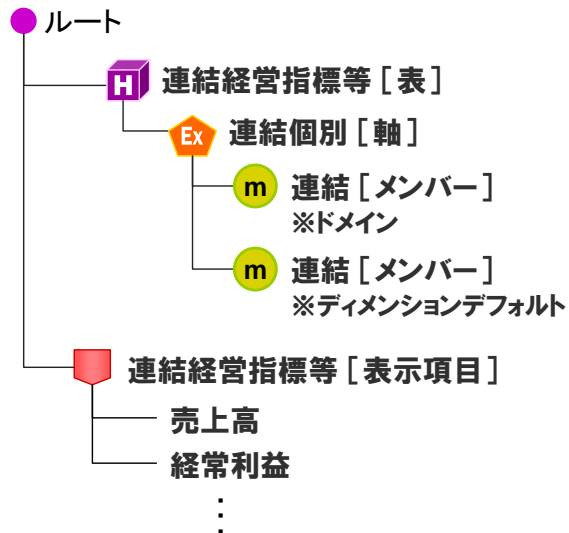 ルート
H 連結経営指標等［表］
Ex 連結個別［軸］
m 連結［メンバー］
※ドメイン
m 連結［メンバー］
※ディメンションデフォルト
連結経営指標等［表示項目］
売上高
経常利益
⋮